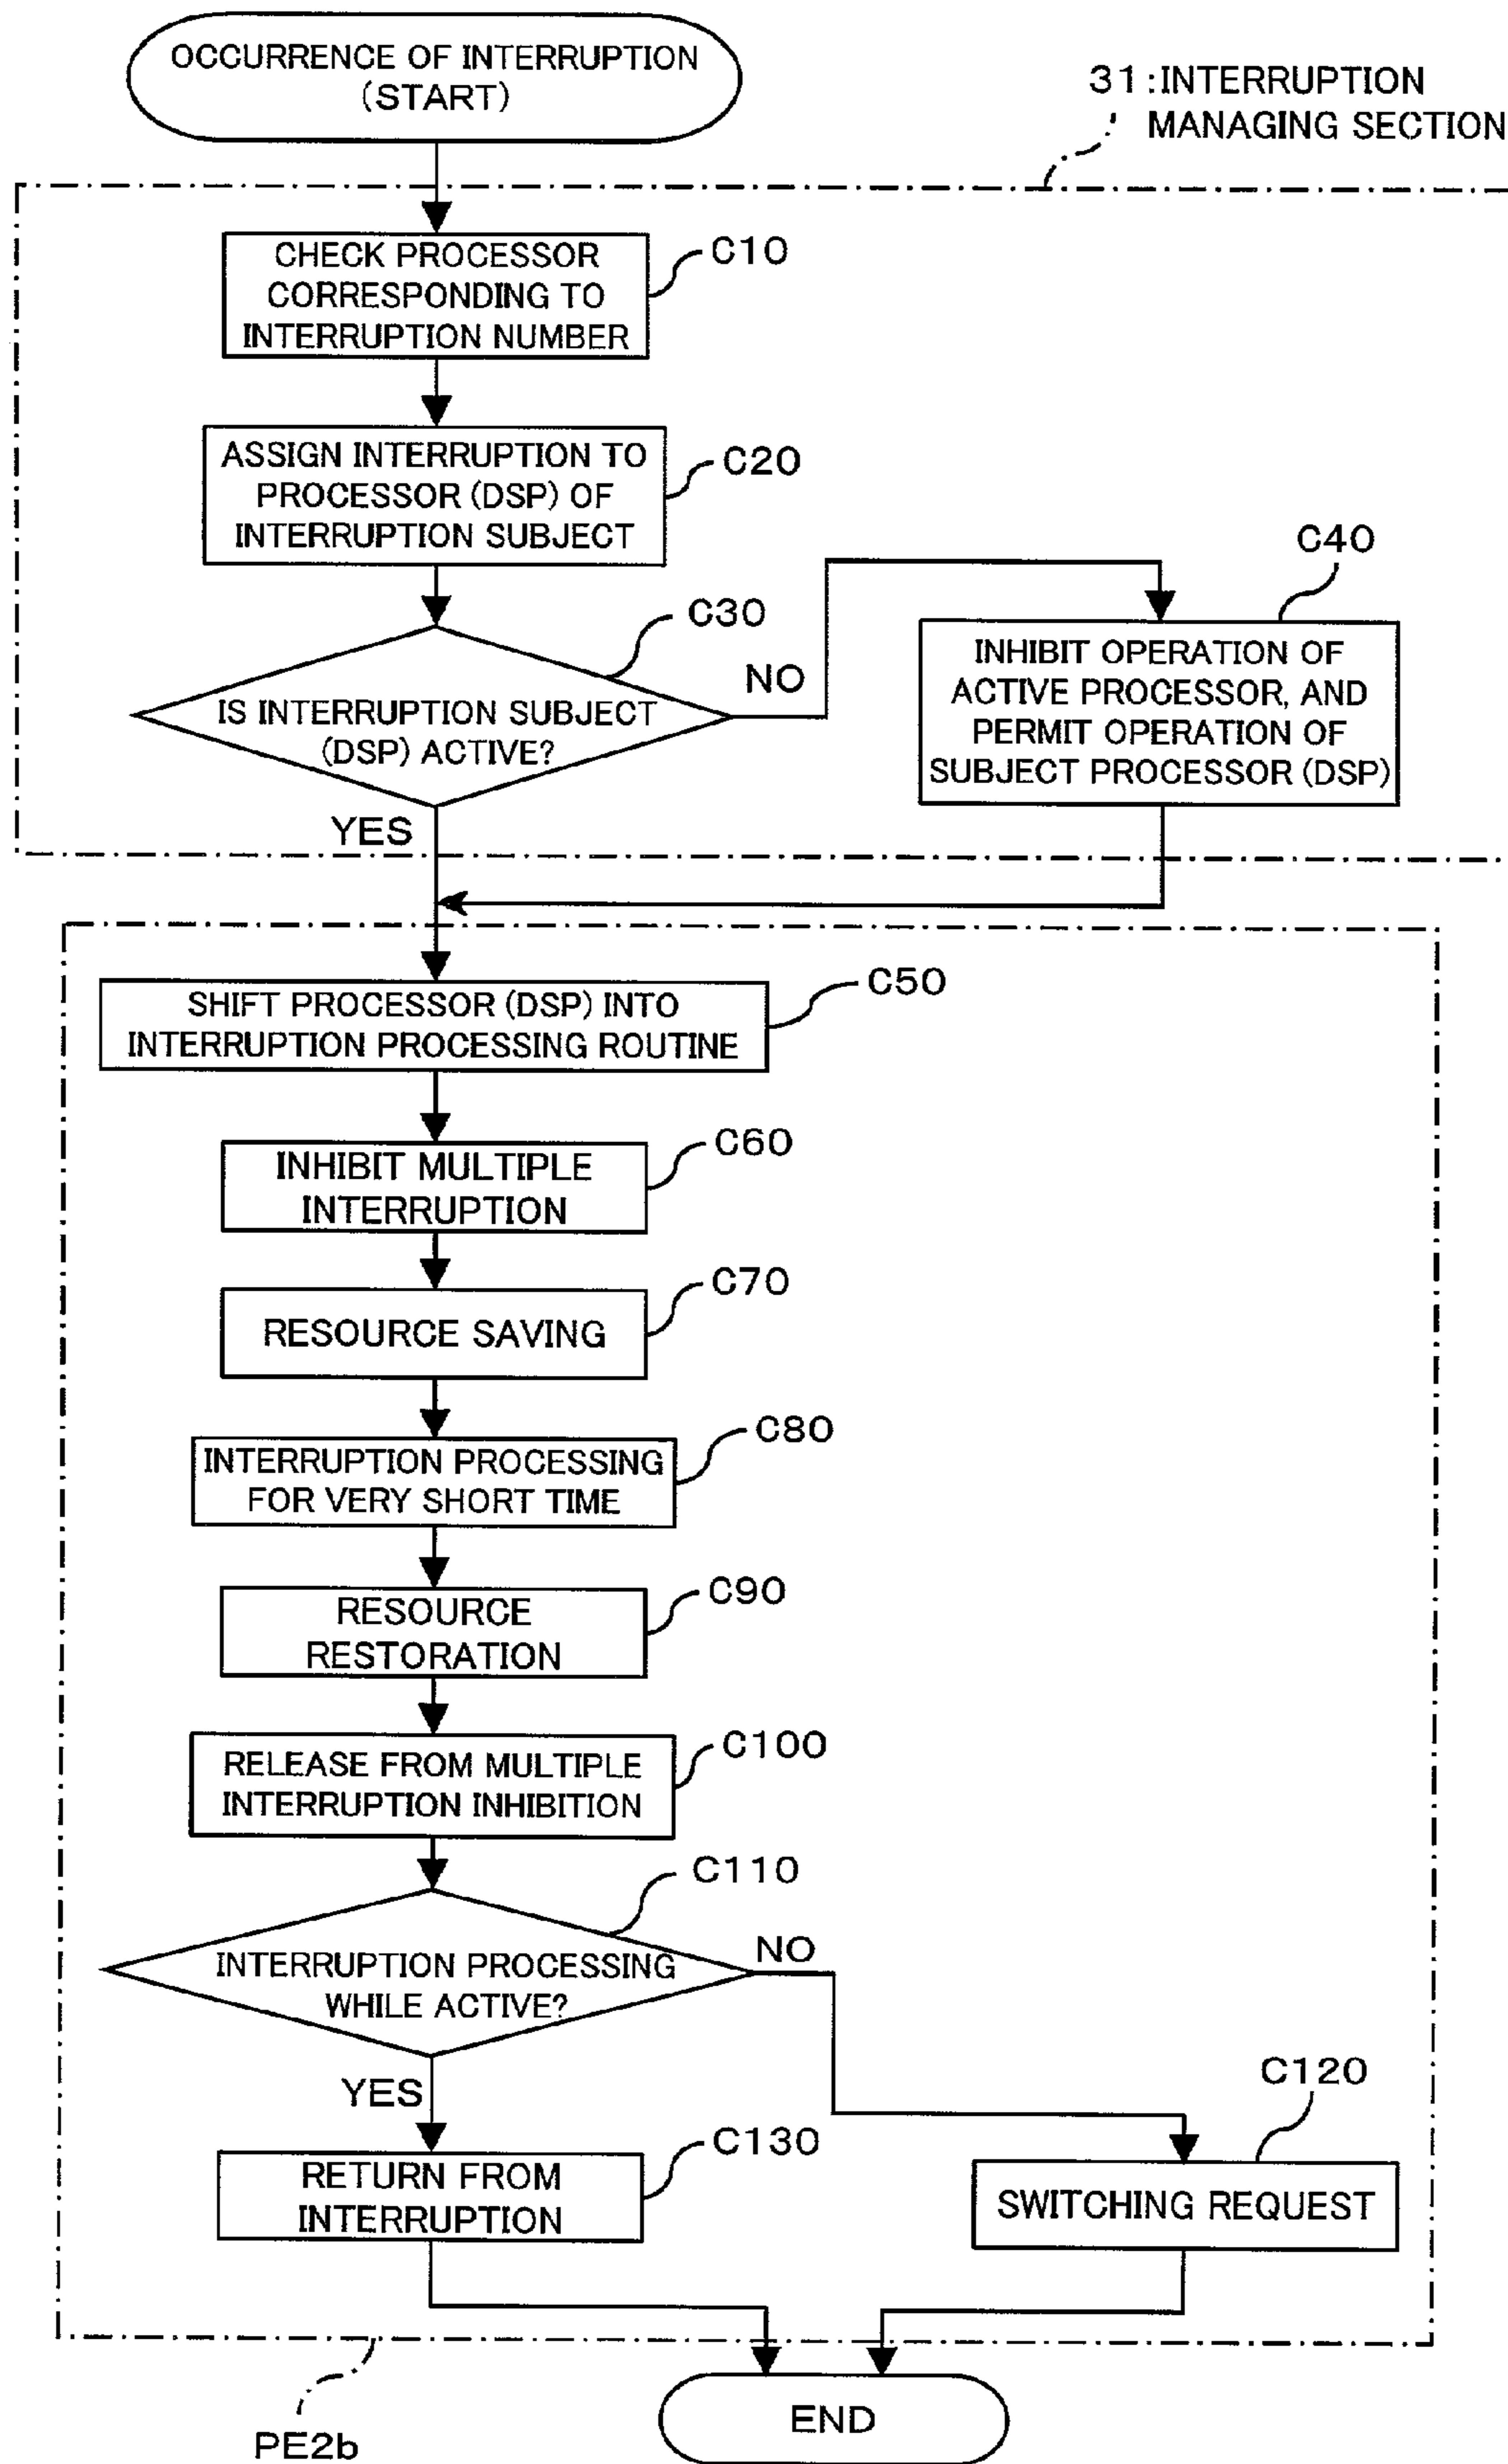 OCCURRENCE OF INTERRUPTION
(START)
31:INTERRUPTION
MANAGING SECTION
CHECK PROCESSOR
CORRESPONDING TO
INTERRUPTION NUMBER
C10
ASSIGN INTERRUPTION TO
PROCESSOR (DSP) OF
INTERRUPTION SUBJECT
C20
C30
IS INTERRUPTION SUBJECT
(DSP) ACTIVE?
NO
YES
C40
INHIBIT OPERATION OF
ACTIVE PROCESSOR, AND
PERMIT OPERATION OF
SUBJECT PROCESSOR (DSP)
SHIFT PROCESSOR (DSP) INTO
INTERRUPTION PROCESSING ROUTINE
C50
INHIBIT MULTIPLE
INTERRUPTION
C60
RESOURCE SAVING
C70
INTERRUPTION PROCESSING
FOR VERY SHORT TIME
C80
RESOURCE
RESTORATION
C90
RELEASE FROM MULTIPLE
INTERRUPTION INHIBITION
C100
C110
INTERRUPTION PROCESSING
WHILE ACTIVE?
NO
YES
C120
SWITCHING REQUEST
RETURN FROM
INTERRUPTION
C130
END
PE2b